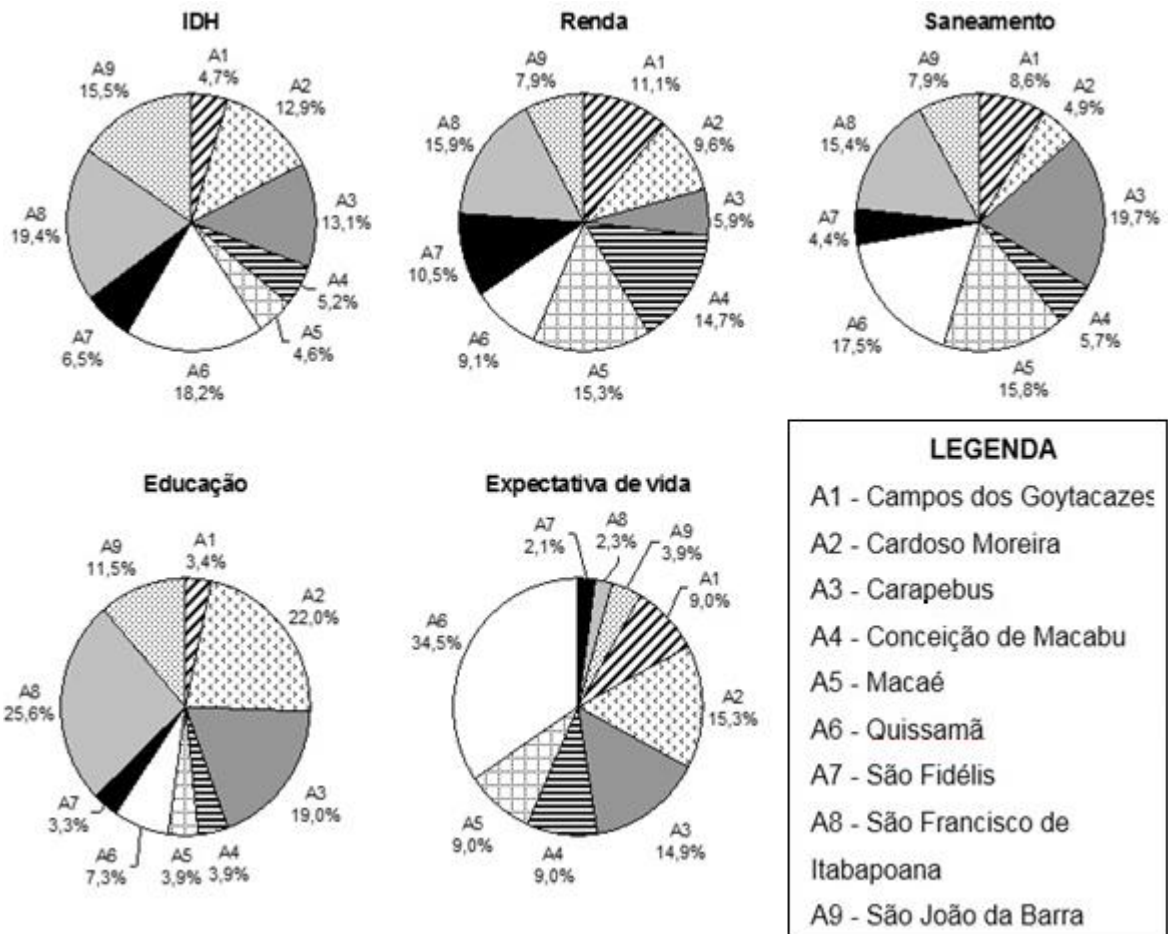 IDH
A1
4,7%
A2
12,9%
A3
13,1%
A4
5,2%
A5
4,6%
A6
18,2%
A7
6,5%
A8
19,4%
A9
15,5%
Renda
A1
11,1%
A2
9,6%
A3
5,9%
A4
14,7%
A5
15,3%
A6
9,1%
A7
10,5%
A8
15,9%
A9
7,9%
Saneamento
A1
8,6%
A2
4,9%
A3
19,7%
A4
5,7%
A5
15,8%
A6
17,5%
A7
4,4%
A8
15,4%
A9
7,9%
Educação
A1
3,4%
A2
22,0%
A3
19,0%
A4
3,9%
A5
3,9%
A6
7,3%
A7
3,3%
A8
25,6%
A9
11,5%
Expectativa de vida
A7
2,1%
A8
2,3%
A9
3,9%
A1
9,0%
A2
15,3%
A3
14,9%
A4
9,0%
A5
9,0%
A6
34,5%
LEGENDA
A1 - Campos dos Goytacazes
A2 - Cardoso Moreira
A3 - Carapebus
A4 - Conceição de Macabu
A5 - Macaé
A6 - Quissamã
A7 - São Fidélis
A8 - São Francisco de
Itabapoana
A9 - São João da Barra